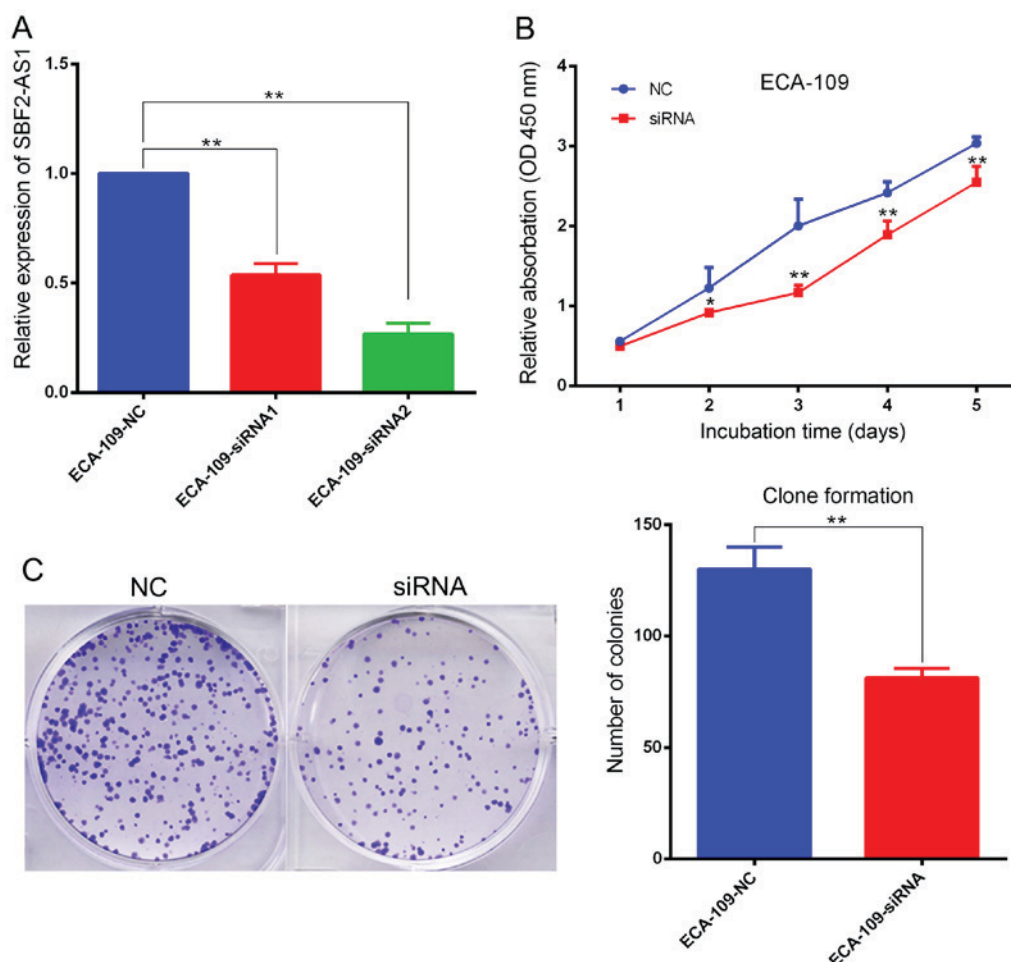 A
Relative expression of SBF2-AS1
1.5
1.0
0.5
0.0
**
**
ECA-109-NC
ECA-109-siRNA1
ECA-109-siRNA2
B
ECA-109
NC
siRNA
Relative absorbation (OD 450 nm)
4
3
2
1
0
*
**
**
**
1 2 3 4 5
Incubation time (days)
C
NC siRNA
Clone formation
Number of colonies
150
100
50
0
**
ECA-109-NC
ECA-109-siRNA